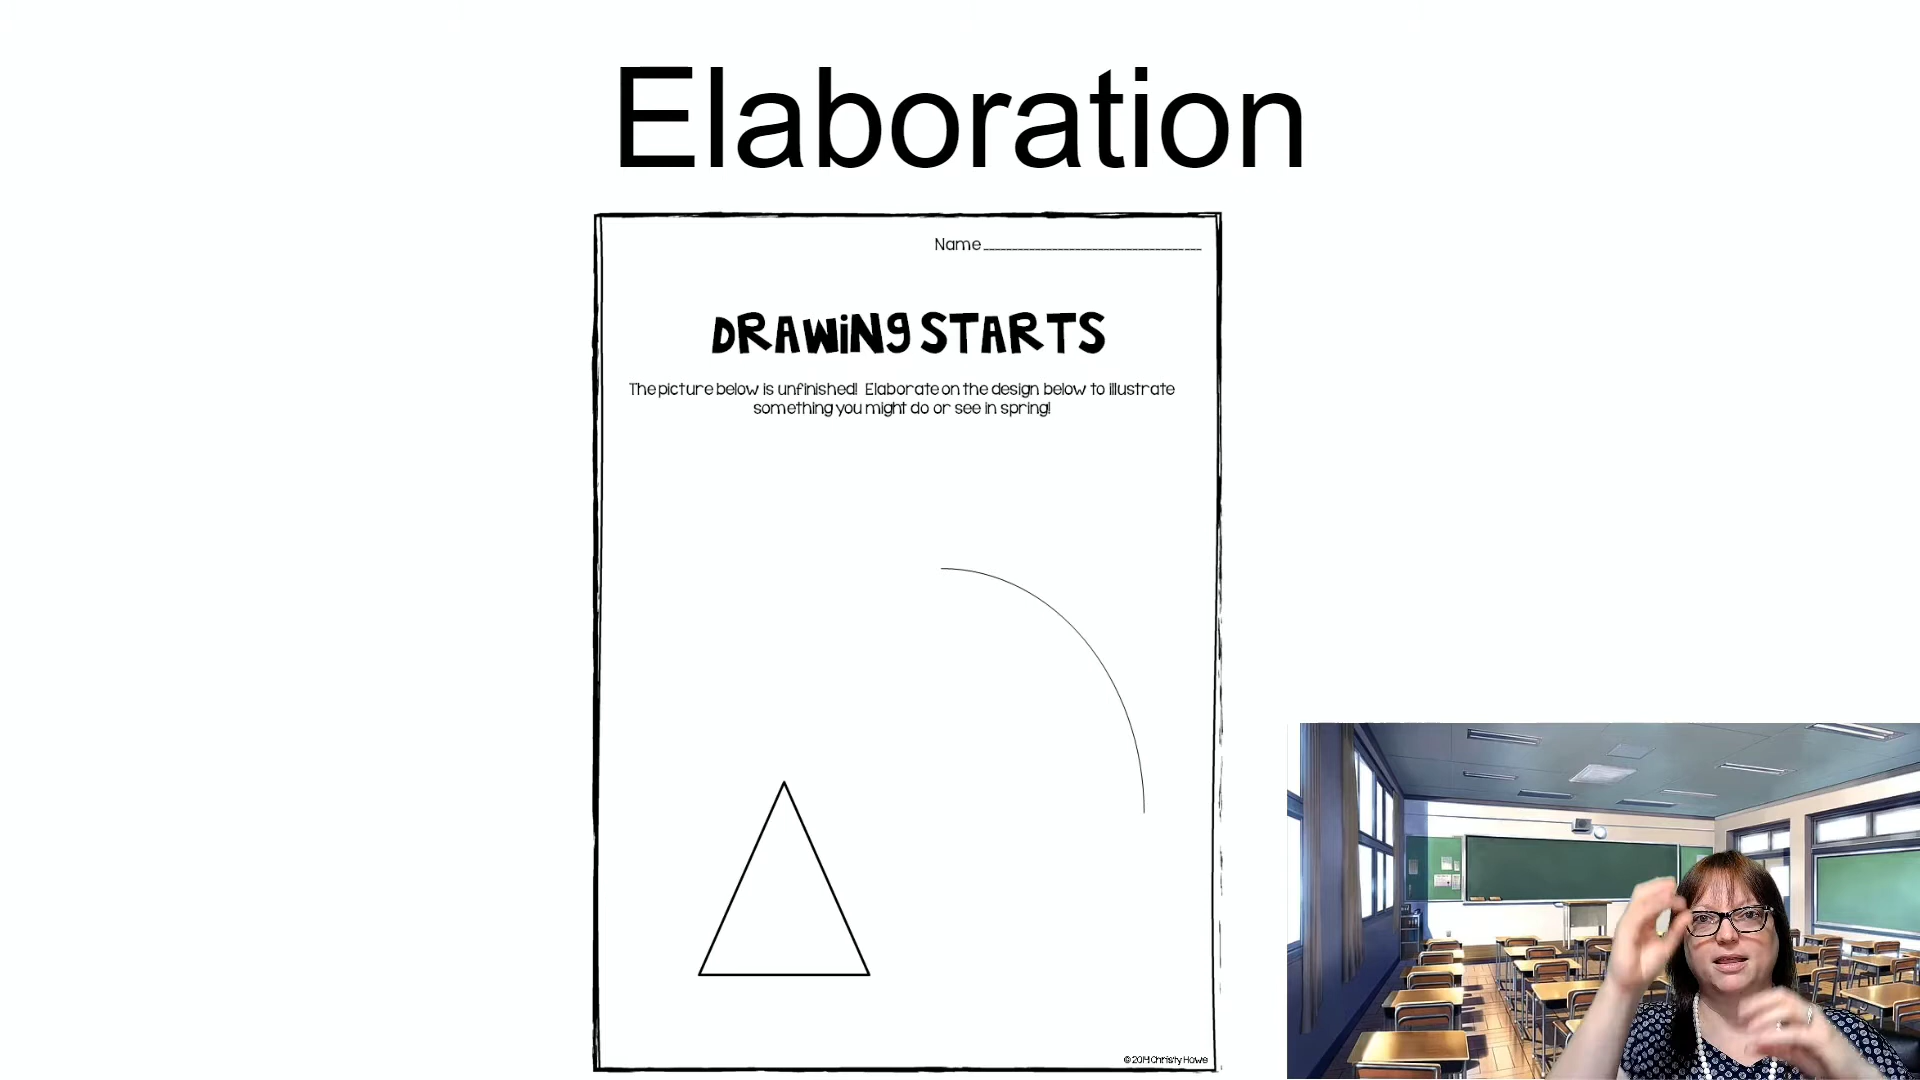 Elaboration
Name
DRAWiNG STARTS
The picture below is unfinished! Elaborate on the design below to illustrate
something you might do or see in spring!
© 2019 Christy Howe